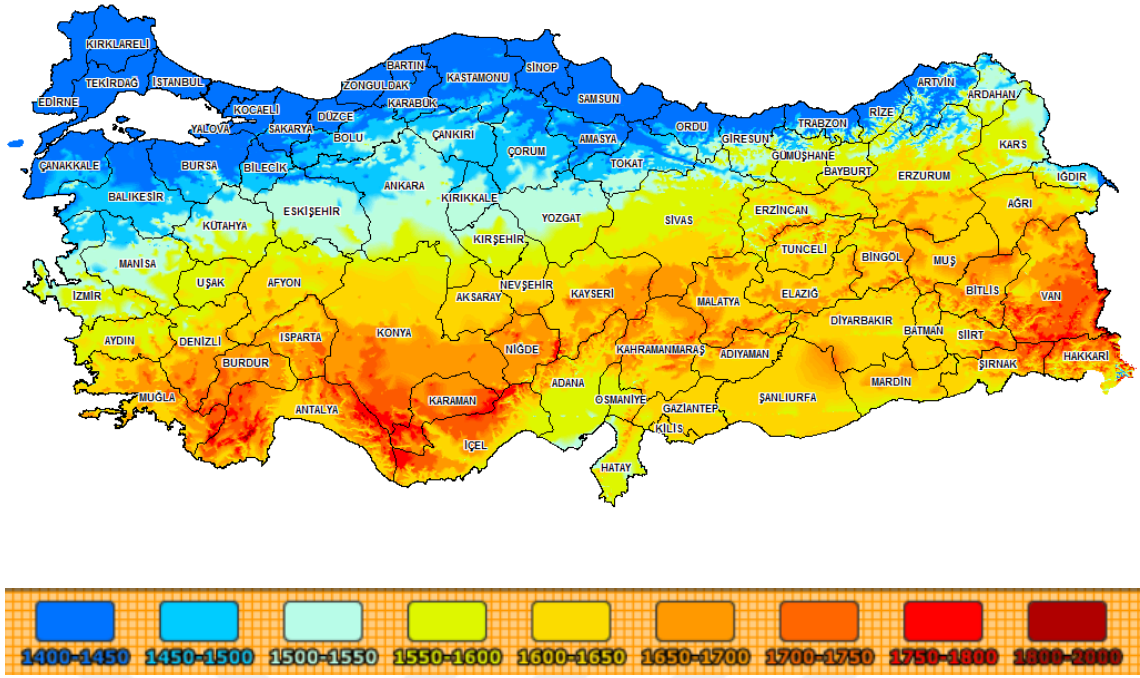 KIRKLARELİ
TEKİRDAĞ
İSTANBUL
EDİRNE
KOCAELİ
YALOVA
SAKARYA
DÜZCE
ZONGULDAK
BARTIN
KARABÜK
KASTAMONU
SİNOP
SAMSUN
ORDU
GİRESUN
TRABZON
RİZE
ARTVİN
ARDAHAN
ÇANAKKALE
BURSA
BİLECİK
BOLU
ÇANKIRI
ÇORUM
AMASYA
TOKAT
GÜMÜŞHANE
BAYBURT
ERZURUM
KARS
IĞDIR
BALIKESİR
KÜTAHYA
ESKİŞEHİR
ANKARA
KIRIKKALE
YOZGAT
SİVAS
ERZİNCAN
AĞRI
MANİSA
UŞAK
AFYON
KIRŞEHİR
TUNCELİ
BİNGÖL
MUŞ
İZMİR
AKSARAY
NEVŞEHİR
KAYSERİ
MALATYA
ELAZIĞ
BİTLİS
VAN
AYDIN
DENİZLİ
ISPARTA
KONYA
NİĞDE
KAHRAMANMARAŞ
ADIYAMAN
DİYARBAKIR
BATMAN
SİİRT
HAKKARİ
BURDUR
ŞIRNAK
MUĞLA
ANTALYA
KARAMAN
ADANA
OSMANİYE
GAZİANTEP
ŞANLIURFA
MARDİN
İÇEL
KİLİS
HATAY
1400-1450 1450-1500 1500-1550 1550-1600 1600-1650 1650-1700 1700-1750 1750-1800 1800-2000